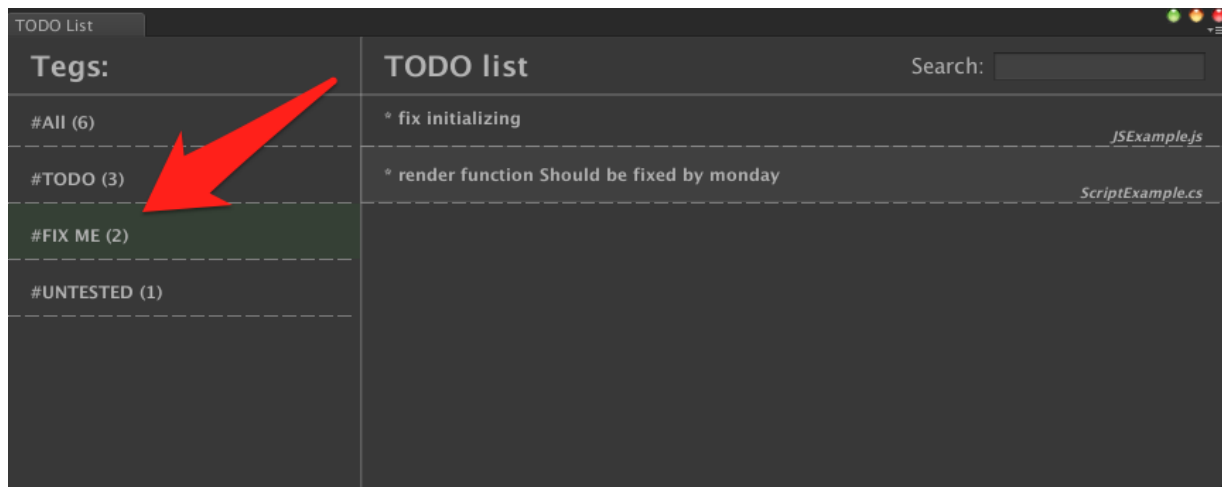 TODO List
Tegs:
#All (6)
#TODO (3)
#FIX ME (2)
#UNTESTED (1)
TODO list
Search:
* fix initializing
JSExample.js
* render function Should be fixed by monday
ScriptExample.cs